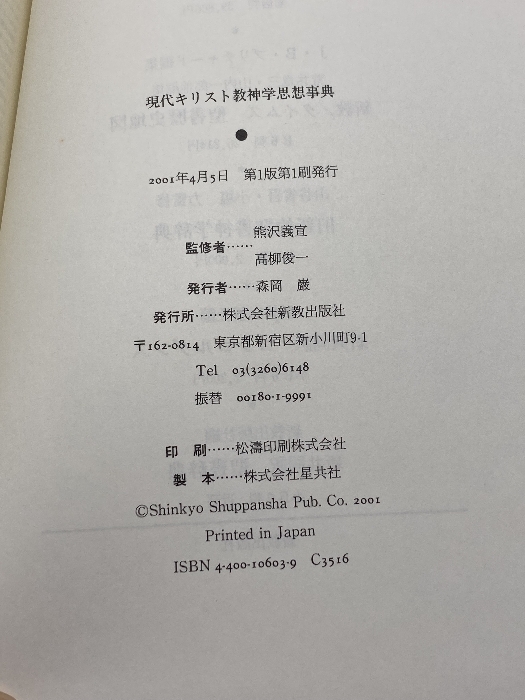 現代キリスト教神学思想事典
●
2001年4月5日　第1版第1刷発行
監修者……熊沢義宣
高柳俊一
発行者……森岡　巌
発行所……株式会社新教出版社
〒162-0814　東京都新宿区新小川町9-1
Tel　03(3260)6148
振替　00180-1-9991
印　刷……松濤印刷株式会社
製　本……株式会社星共社
©Shinkyo Shuppansha Pub. Co. 2001
Printed in Japan
ISBN 4-400-10603-9　C3516